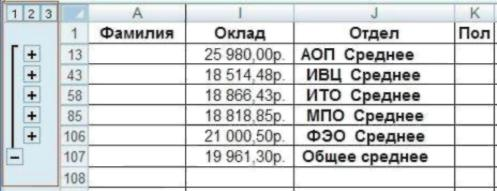 1 2 3 A I J K
1 Фамилия Оклад Отдел Пол
13 25 980,00р. АОП Среднее
43 18 514,48р. ИВЦ Среднее
58 18 866,43р. ИТО Среднее
85 18 818,85р. МПО Среднее
106 21 000,50р. ФЭО Среднее
107 19 961,30р. Общее среднее
108